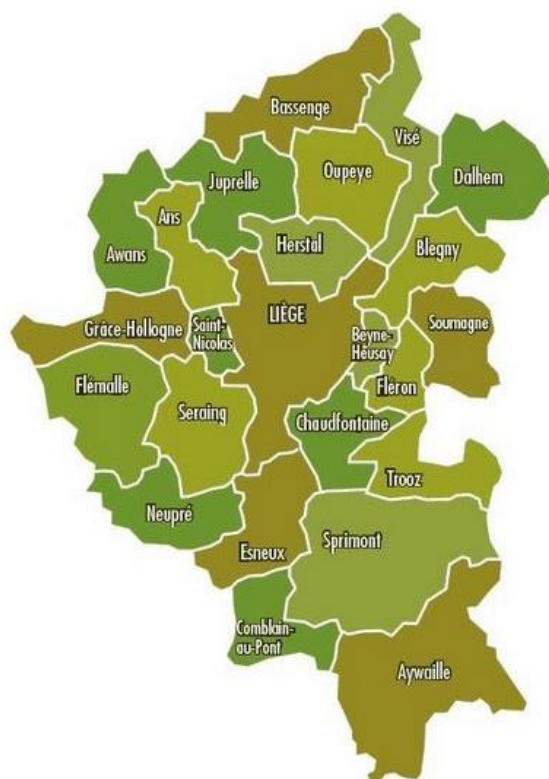 Bassenge
Visé
Oupeye
Dalhem
Juprelle
Ans
Awans
Herstal
Blegny
LIÈGE
Soumagne
Grâce-Hollogne
Saint-
Nicolas
Beyne-
Heusay
Flémalle
Fléron
Seraing
Chaudfontaine
Trooz
Neupré
Esneux
Sprimont
Comblain-
au-Pont
Aywaille